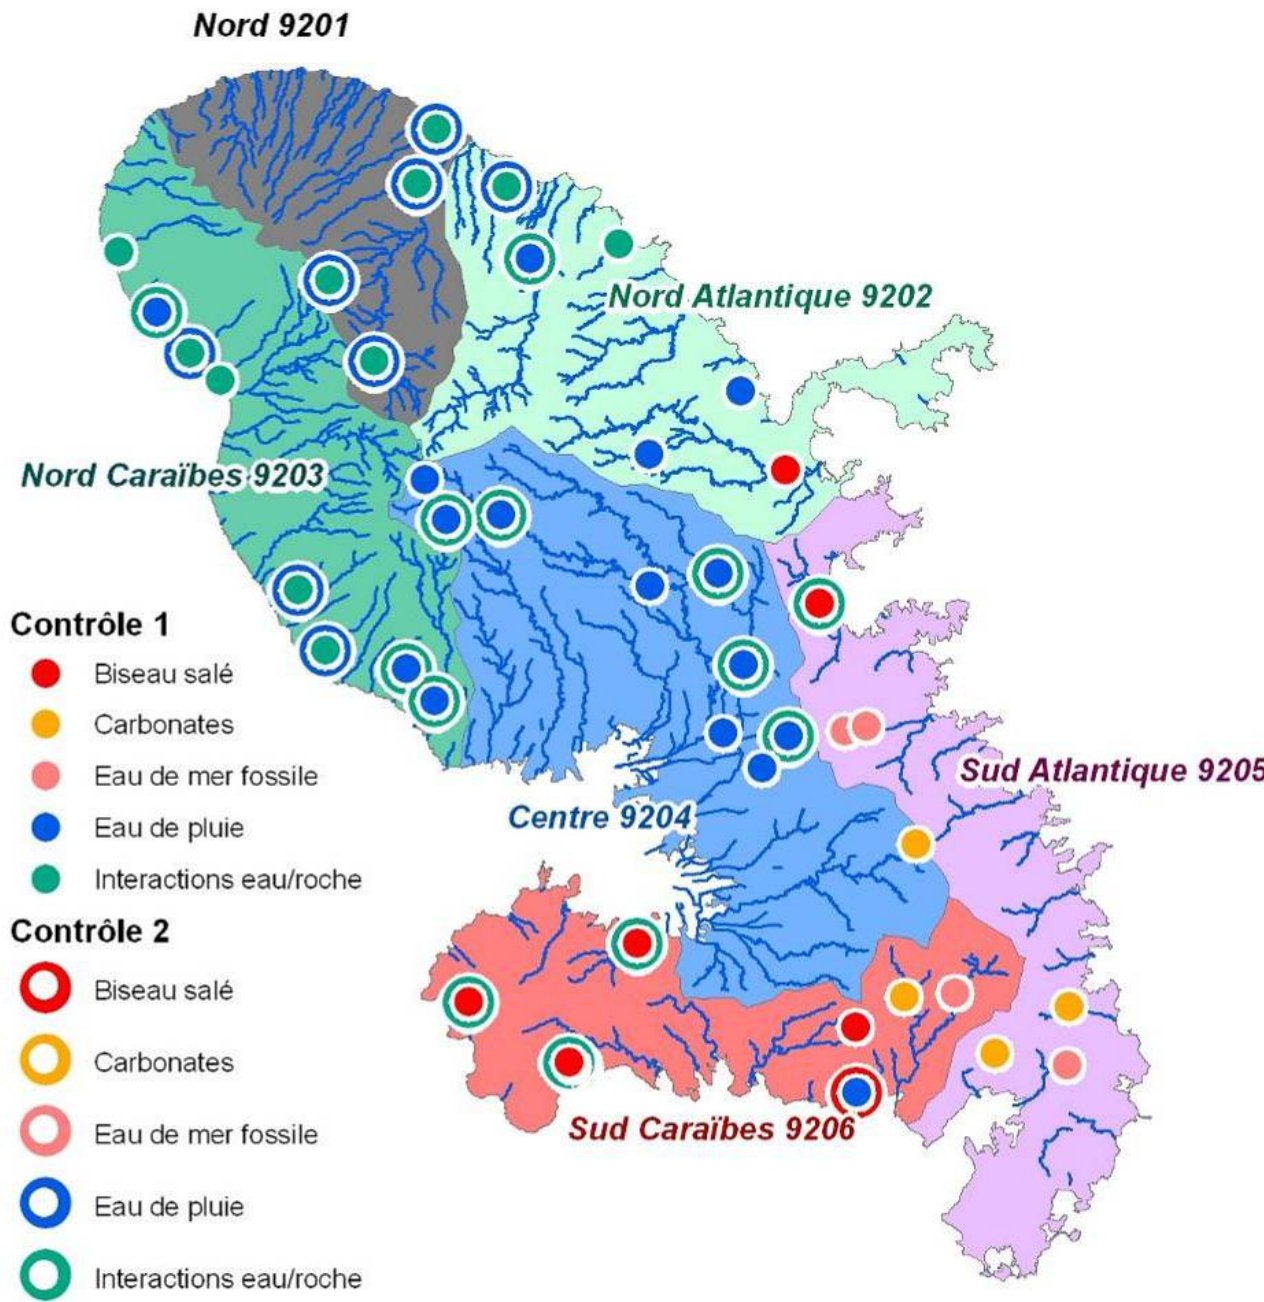 Nord 9201
Nord Atlantique 9202
Nord Caraïbes 9203
Contrôle 1
Biseau salé
Carbonates
Eau de mer fossile
Eau de pluie
Interactions eau/roche
Sud Atlantique 9205
Centre 9204
Contrôle 2
Biseau salé
Carbonates
Eau de mer fossile
Eau de pluie
Interactions eau/roche
Sud Caraïbes 9206